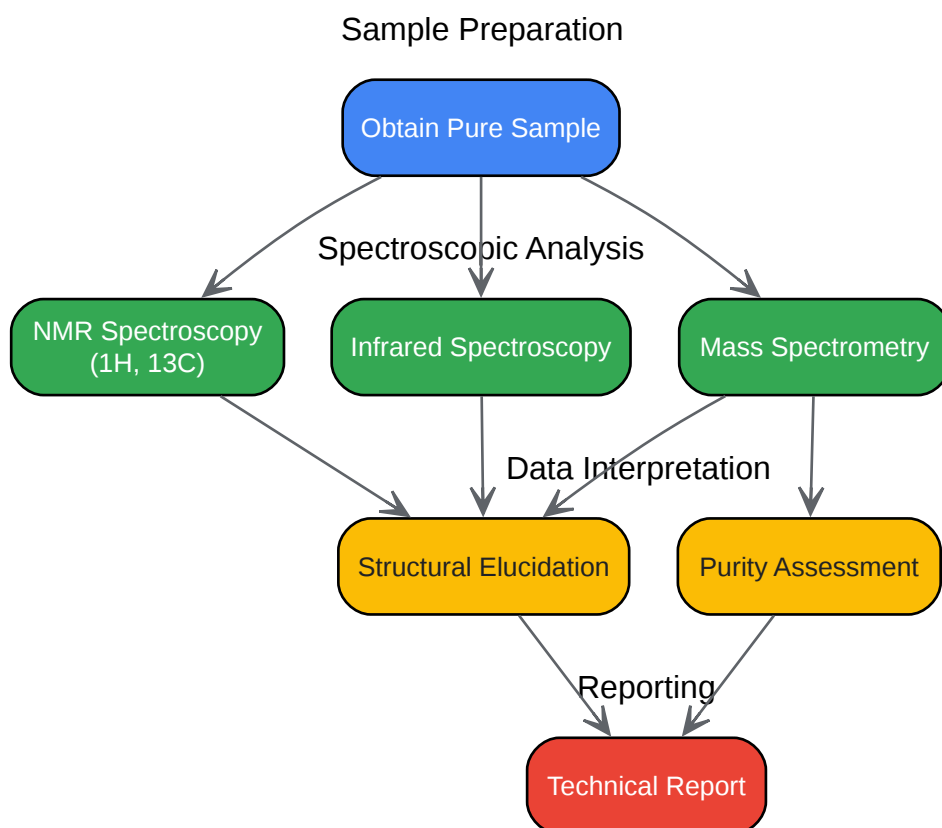 Sample Preparation
Obtain Pure Sample
Spectroscopic Analysis
NMR Spectroscopy
(1H, 13C)
Infrared Spectroscopy
Mass Spectrometry
Data Interpretation
Structural Elucidation
Purity Assessment
Reporting
Technical Report